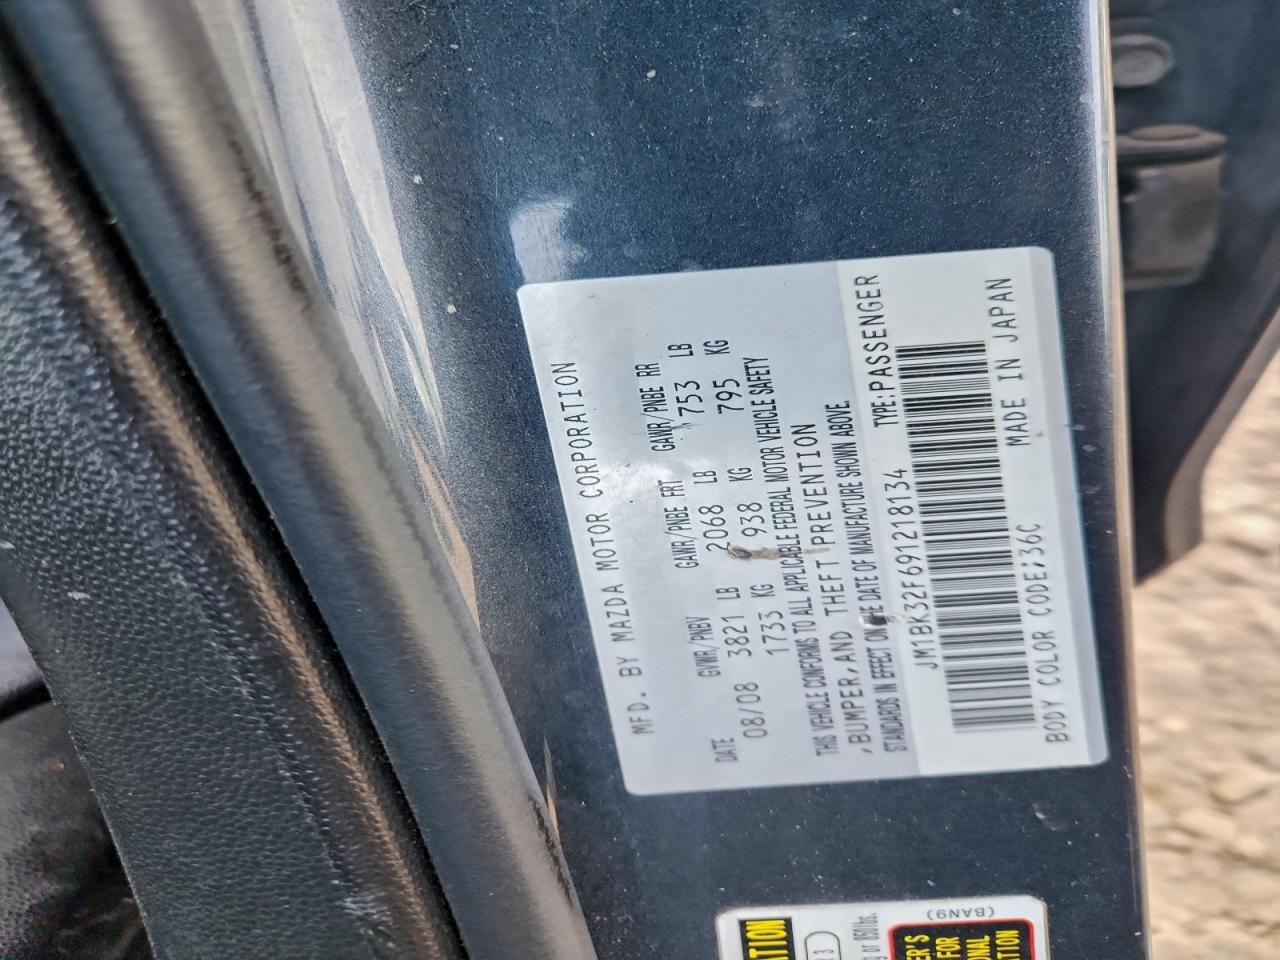 MFD. BY MAZDA MOTOR CORPORATION
DATE GVWR/PNBV GAWR/PNBE FRT GAWR/PNBE RR
08/08 3821 LB 2068 LB 753 LB
1733 KG 938 KG 795 KG
THIS VEHICLE CONFORMS TO ALL APPLICABLE FEDERAL MOTOR VEHICLE SAFETY
,BUMPER,AND THEFT PREVENTION
STANDARDS IN EFFECT ON THE DATE OF MANUFACTURE SHOWN ABOVE.
JM1BK32F691218134 TYPE:PASSENGER
MADE IN JAPAN
BODY COLOR CODE:36C
(BAN9)